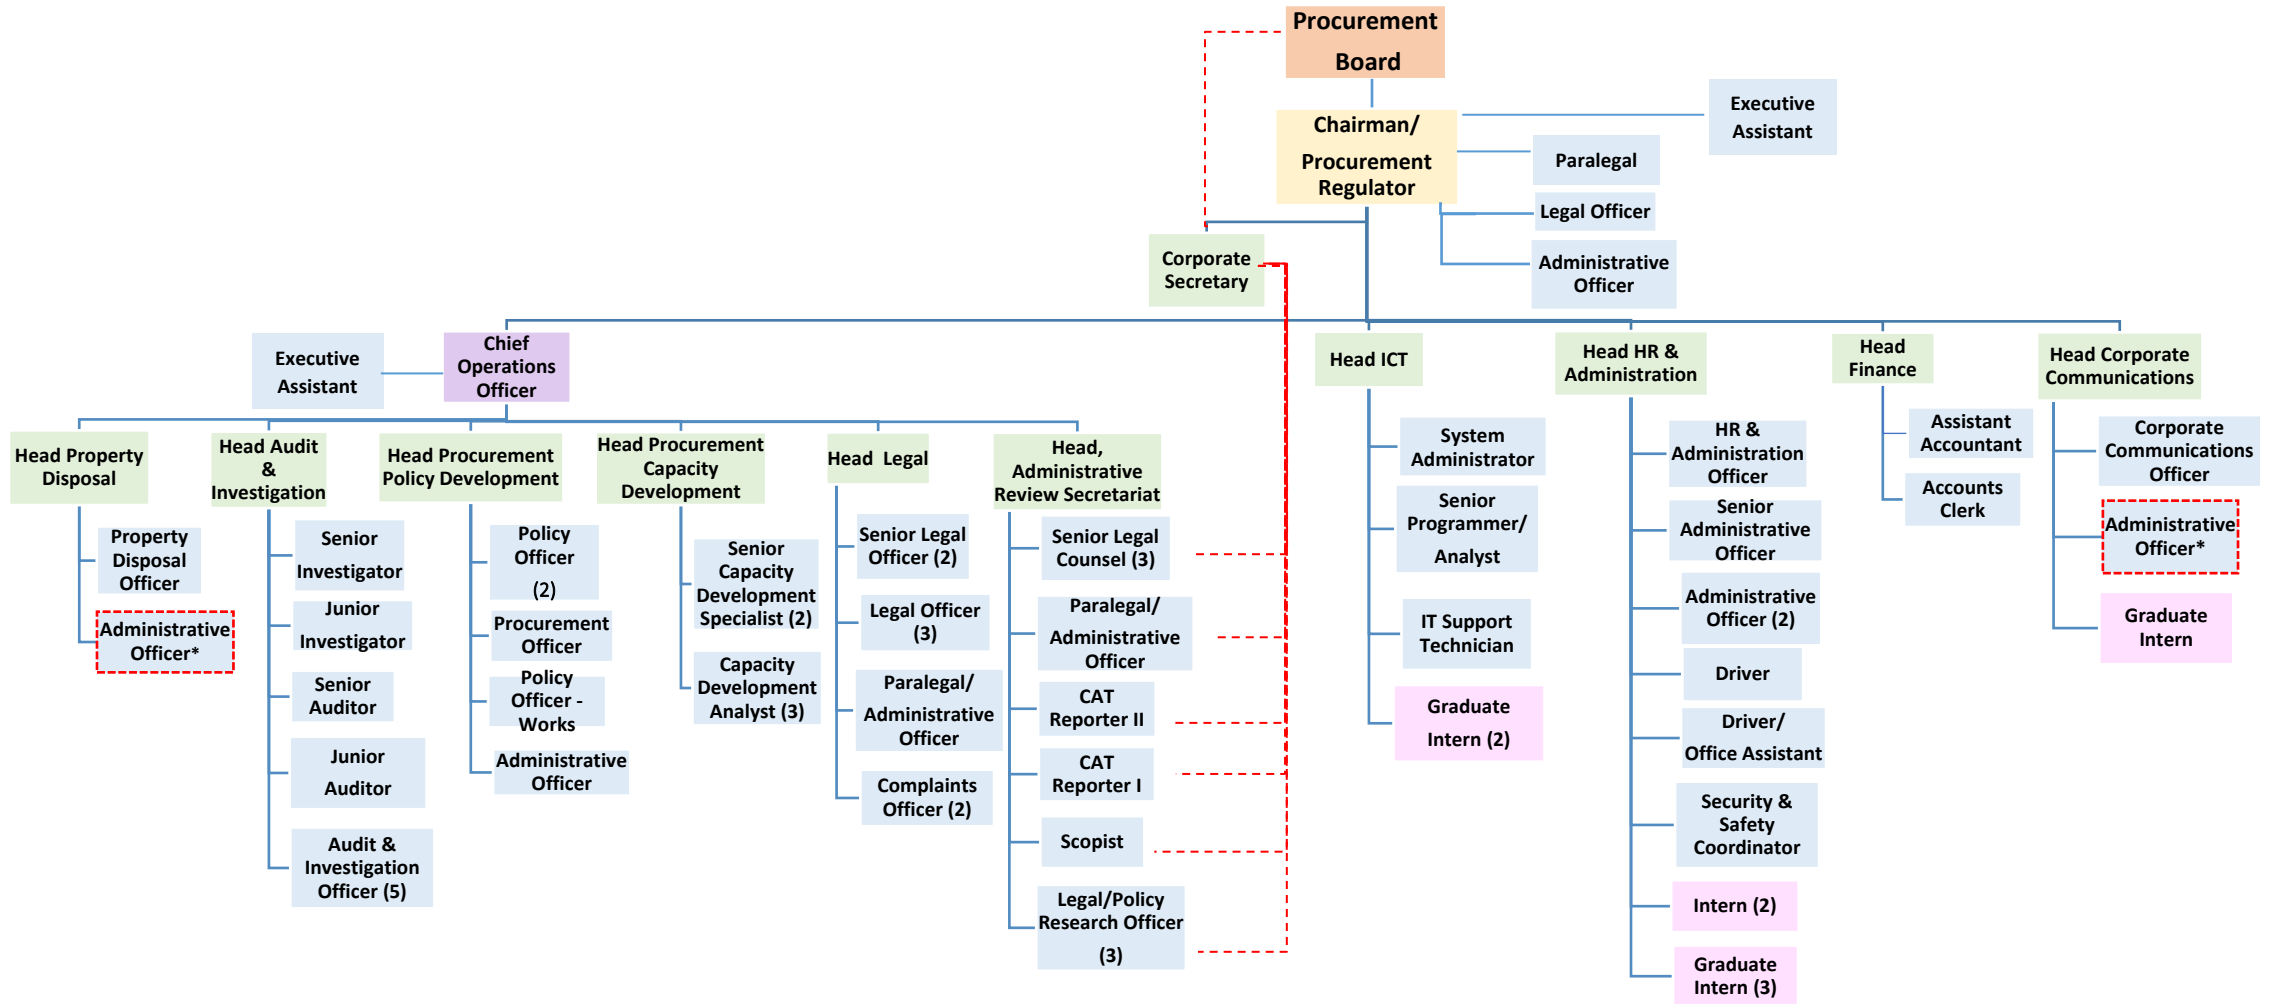 Procurement
Board
Chairman/
Procurement
Regulator
Executive
Assistant
Paralegal
Legal Officer
Administrative
Officer
Corporate
Secretary
Executive
Assistant
Chief
Operations
Officer
Head ICT
Head HR &
Administration
Head
Finance
Head Corporate
Communications
Head Property
Disposal
Property
Disposal
Officer
Administrative
Officer*
Head Audit
&
Investigation
Senior
Investigator
Junior
Investigator
Senior
Auditor
Junior
Auditor
Audit &
Investigation
Officer (5)
Head Procurement
Policy Development
Policy
Officer
(2)
Procurement
Officer
Policy
Officer -
Works
Administrative
Officer
Head Procurement
Capacity
Development
Senior
Capacity
Development
Specialist (2)
Capacity
Development
Analyst (3)
Head Legal
Senior Legal
Officer (2)
Legal Officer
(3)
Paralegal/
Administrative
Officer
Complaints
Officer (2)
Head,
Administrative
Review Secretariat
Senior Legal
Counsel (3)
Paralegal/
Administrative
Officer
CAT
Reporter II
CAT
Reporter I
Scopist
Legal/Policy
Research Officer
(3)
System
Administrator
Senior
Programmer/
Analyst
IT Support
Technician
Graduate
Intern (2)
HR &
Administration
Officer
Senior
Administrative
Officer
Administrative
Officer (2)
Driver
Driver/
Office Assistant
Security &
Safety
Coordinator
Intern (2)
Graduate
Intern (3)
Assistant
Accountant
Accounts
Clerk
Corporate
Communications
Officer
Administrative
Officer*
Graduate
Intern